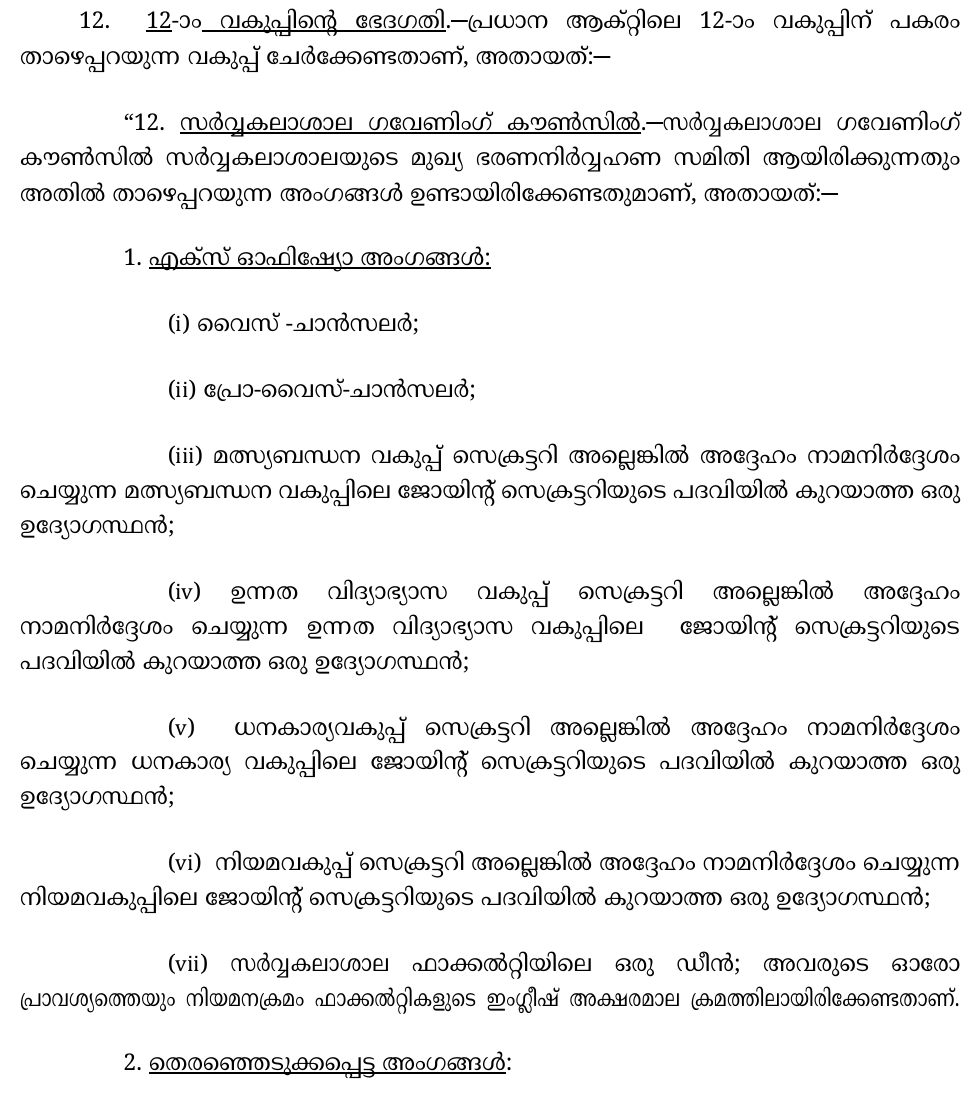 12. 12-ാം വകുപ്പിന്റെ ഭേദഗതി.—പ്രധാന ആക്റ്റിലെ 12-ാം വകുപ്പിന് പകരം
താഴെപ്പറയുന്ന വകുപ്പ് ചേർക്കേണ്ടതാണ്, അതായത്:—
“12. സർവ്വകലാശാല ഗവേണിംഗ് കൗൺസിൽ.—സർവ്വകലാശാല ഗവേണിംഗ്
കൗൺസിൽ സർവ്വകലാശാലയുടെ മുഖ്യ ഭരണനിർവ്വഹണ സമിതി ആയിരിക്കുന്നതും
അതിൽ താഴെപ്പറയുന്ന അംഗങ്ങൾ ഉണ്ടായിരിക്കേണ്ടതുമാണ്, അതായത്:—
1. എക്സ് ഓഫിഷ്യോ അംഗങ്ങൾ:
(i) വൈസ് -ചാൻസലർ;
(ii) പ്രോ-വൈസ്-ചാൻസലർ;
(iii) മത്സ്യബന്ധന വകുപ്പ് സെക്രട്ടറി അല്ലെങ്കിൽ അദ്ദേഹം നാമനിർദ്ദേശം
ചെയ്യുന്ന മത്സ്യബന്ധന വകുപ്പിലെ ജോയിന്റ് സെക്രട്ടറിയുടെ പദവിയിൽ കുറയാത്ത ഒരു
ഉദ്യോഗസ്ഥൻ;
(iv) ഉന്നത വിദ്യാഭ്യാസ വകുപ്പ് സെക്രട്ടറി അല്ലെങ്കിൽ അദ്ദേഹം
നാമനിർദ്ദേശം ചെയ്യുന്ന ഉന്നത വിദ്യാഭ്യാസ വകുപ്പിലെ ജോയിന്റ് സെക്രട്ടറിയുടെ
പദവിയിൽ കുറയാത്ത ഒരു ഉദ്യോഗസ്ഥൻ;
(v) ധനകാര്യവകുപ്പ് സെക്രട്ടറി അല്ലെങ്കിൽ അദ്ദേഹം നാമനിർദ്ദേശം
ചെയ്യുന്ന ധനകാര്യ വകുപ്പിലെ ജോയിന്റ് സെക്രട്ടറിയുടെ പദവിയിൽ കുറയാത്ത ഒരു
ഉദ്യോഗസ്ഥൻ;
(vi) നിയമവകുപ്പ് സെക്രട്ടറി അല്ലെങ്കിൽ അദ്ദേഹം നാമനിർദ്ദേശം ചെയ്യുന്ന
നിയമവകുപ്പിലെ ജോയിന്റ് സെക്രട്ടറിയുടെ പദവിയിൽ കുറയാത്ത ഒരു ഉദ്യോഗസ്ഥൻ;
(vii) സർവ്വകലാശാല ഫാക്കൽറ്റിയിലെ ഒരു ഡീൻ; അവരുടെ ഓരോ
പ്രാവശ്യത്തെയും നിയമനക്രമം ഫാക്കൽറ്റികളുടെ ഇംഗ്ലീഷ് അക്ഷരമാല ക്രമത്തിലായിരിക്കേണ്ടതാണ്.
2. തെരഞ്ഞെടുക്കപ്പെട്ട അംഗങ്ങൾ: